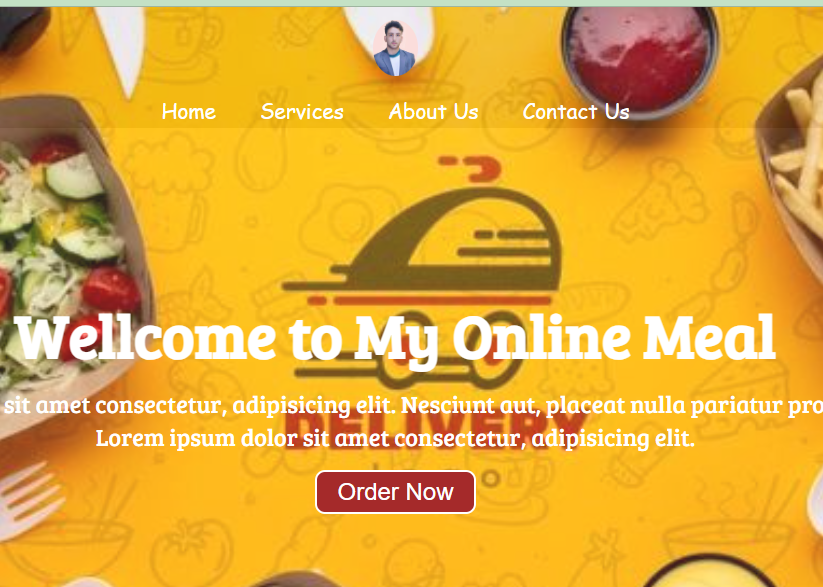 Home Services About Us Contact Us
Wellcome to My Online Meal
sit amet consectetur, adipisicing elit. Nesciunt aut, placeat nulla pariatur pro
Lorem ipsum dolor sit amet consectetur, adipisicing elit.
DELIVERY
Order Now